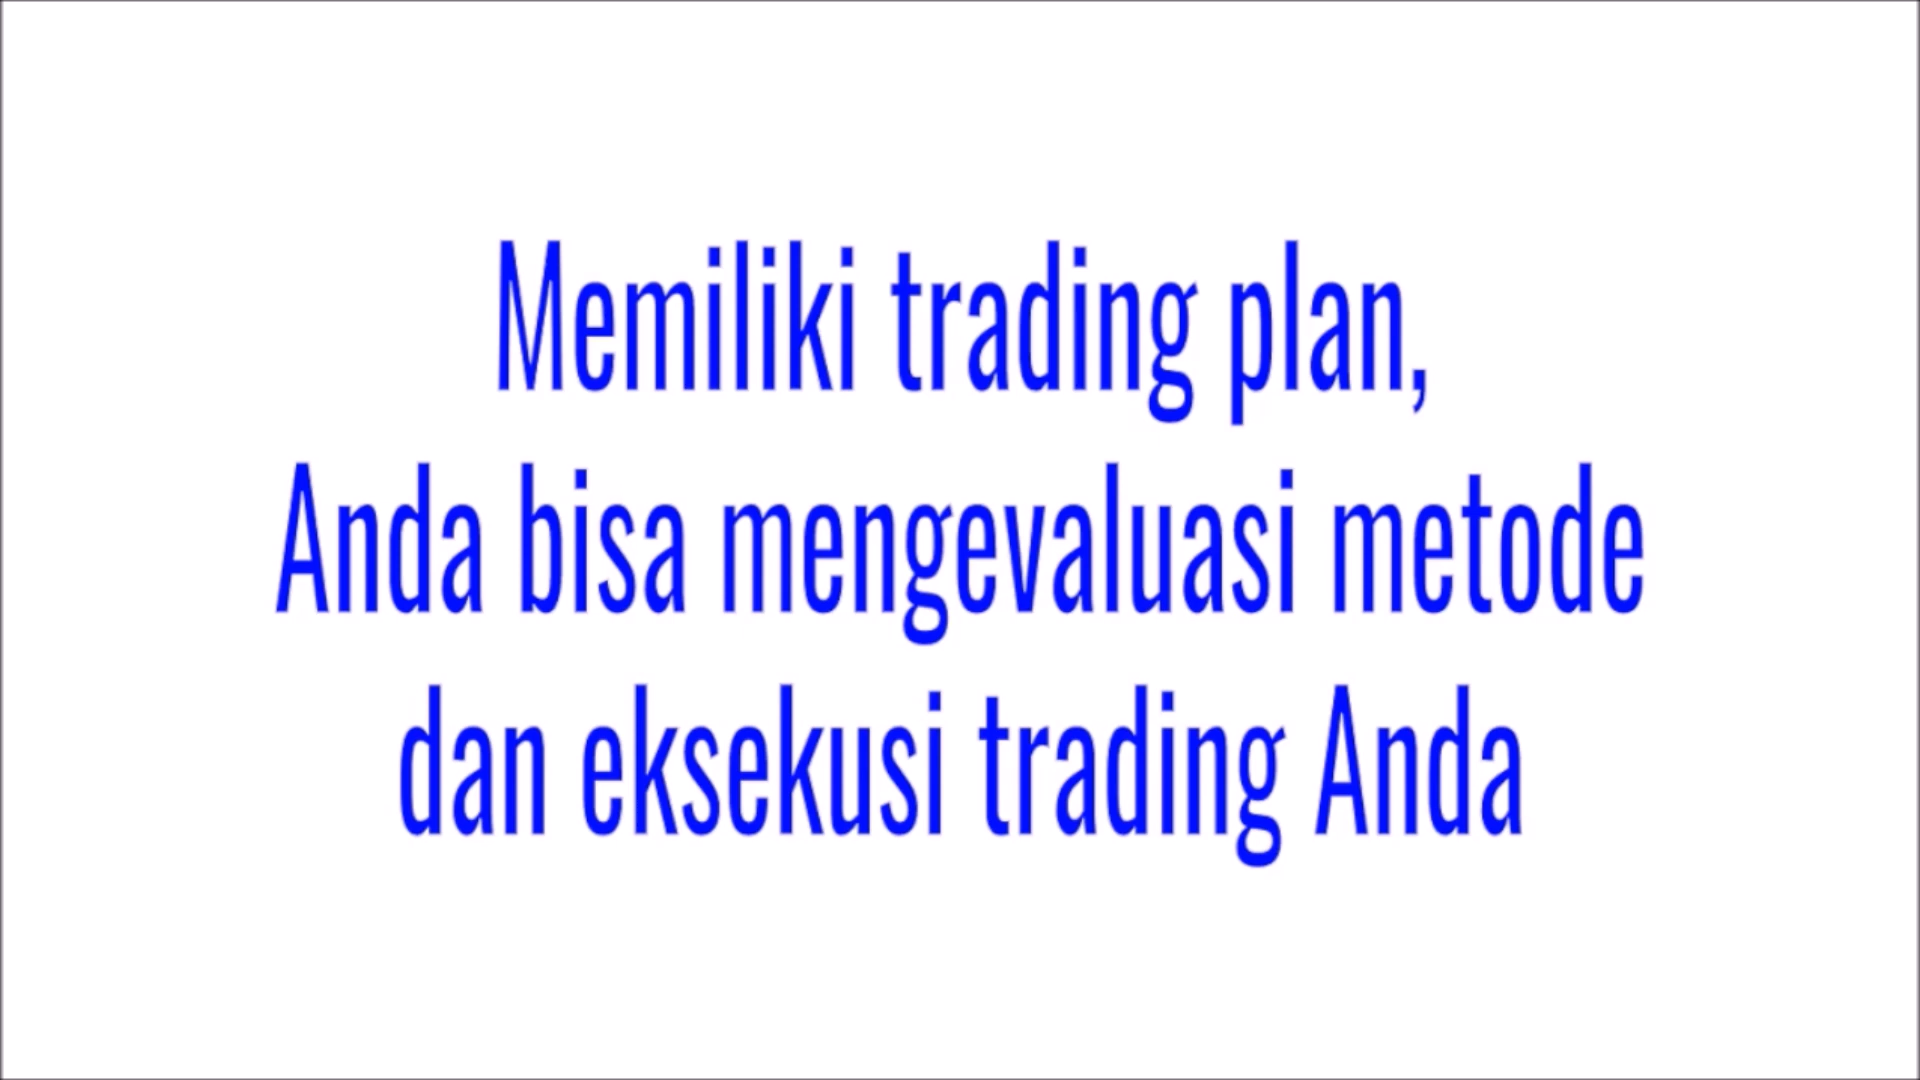 Memiliki trading plan,
Anda bisa mengevaluasi metode
dan eksekusi trading Anda